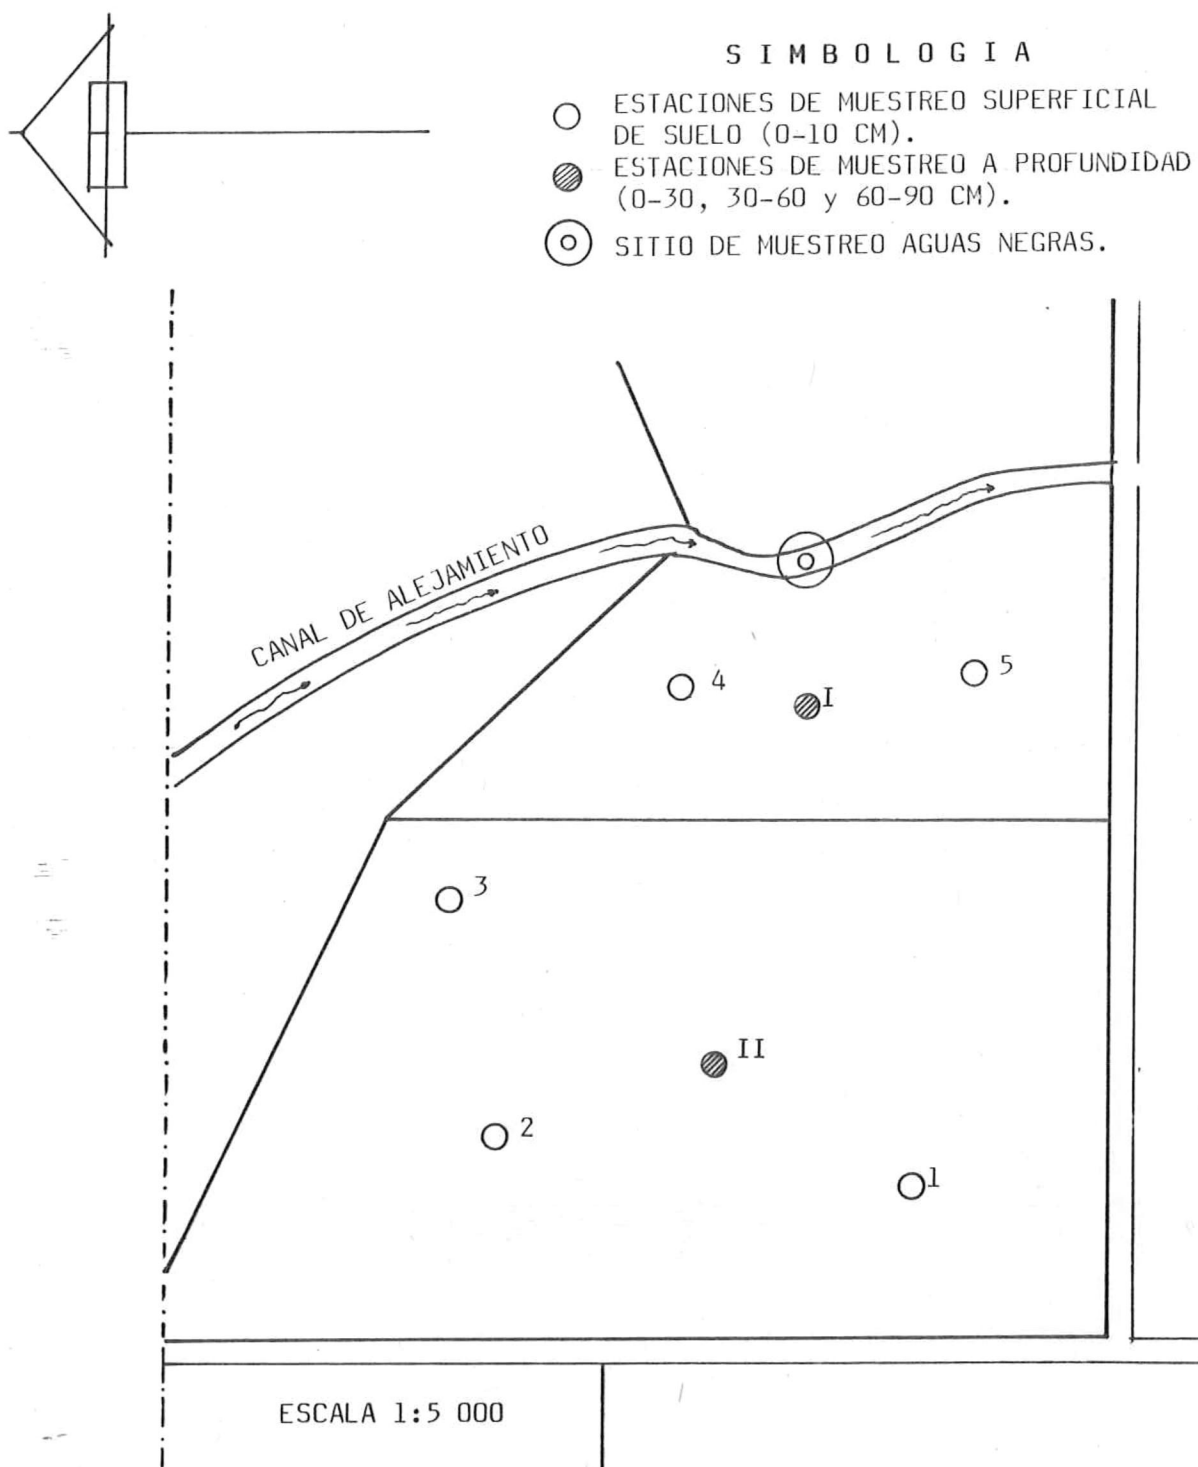 S I M B O L O G I A
ESTACIONES DE MUESTREO SUPERFICIAL
DE SUELO (0-10 CM).
ESTACIONES DE MUESTREO A PROFUNDIDAD
(0-30, 30-60 y 60-90 CM).
SITIO DE MUESTREO AGUAS NEGRAS.
CANAL DE ALEJAMIENTO
4
I
5
3
II
2
1
ESCALA 1:5 000